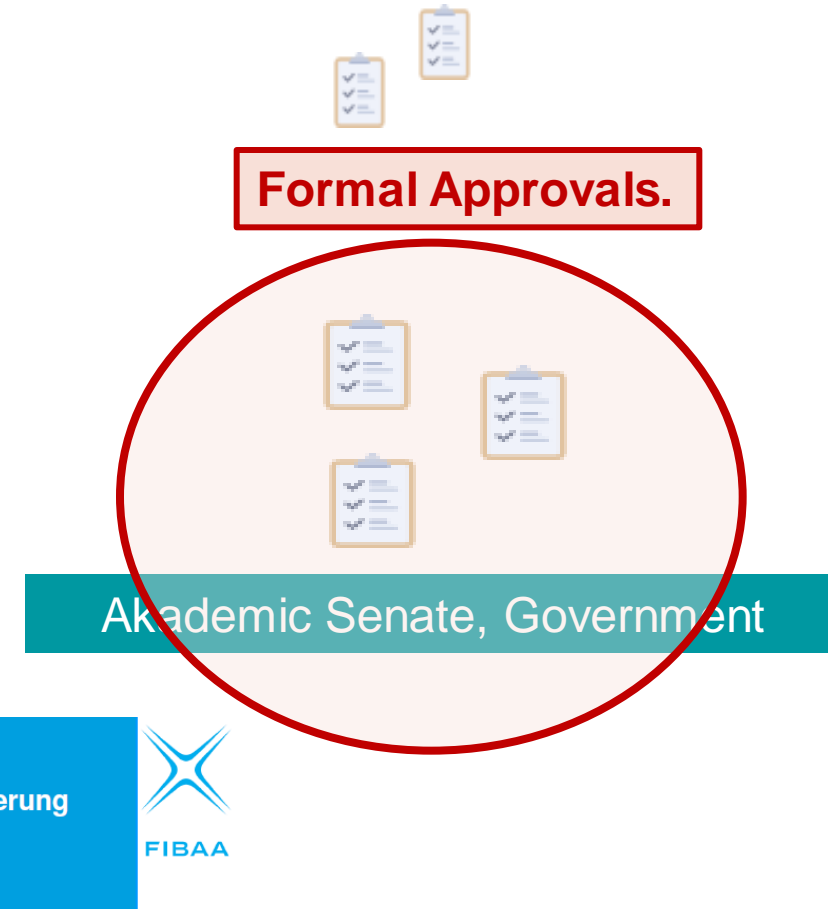 Formal Approvals.
Akademic Senate, Government
erung
FIBAA